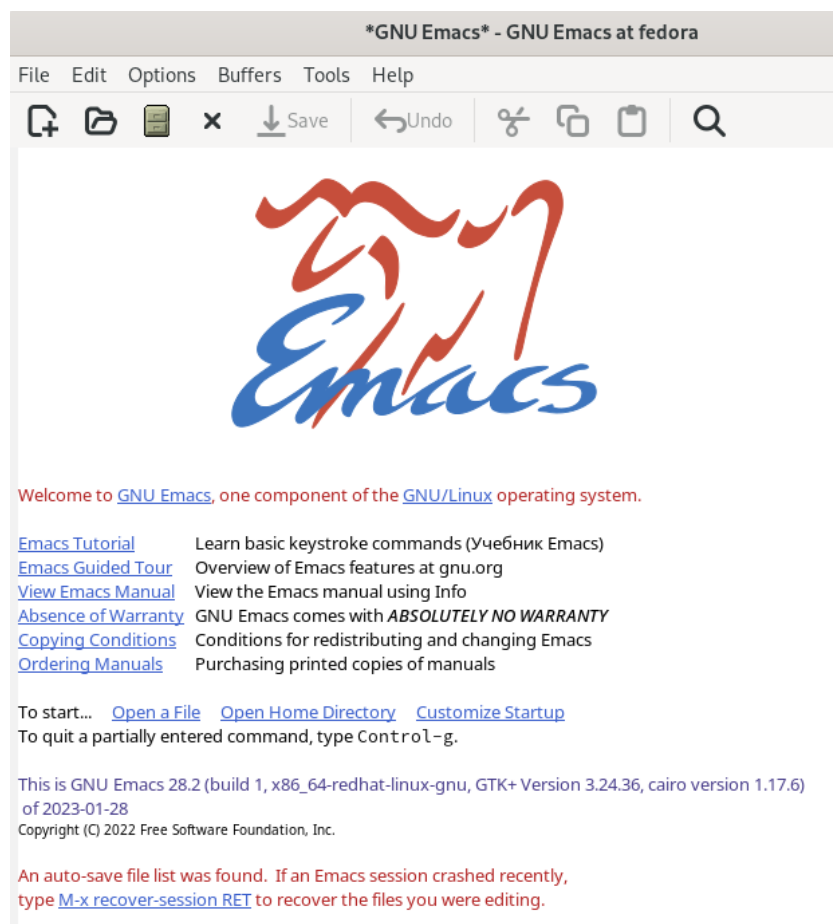 *GNU Emacs* - GNU Emacs at fedora
File Edit Options Buffers Tools Help
Save Undo
Emacs
Welcome to GNU Emacs, one component of the GNU/Linux operating system.
Emacs Tutorial Learn basic keystroke commands (Учебник Emacs)
Emacs Guided Tour Overview of Emacs features at gnu.org
View Emacs Manual View the Emacs manual using Info
Absence of Warranty GNU Emacs comes with ABSOLUTELY NO WARRANTY
Copying Conditions Conditions for redistributing and changing Emacs
Ordering Manuals Purchasing printed copies of manuals
To start... Open a File Open Home Directory Customize Startup
To quit a partially entered command, type Control-g.
This is GNU Emacs 28.2 (build 1, x86_64-redhat-linux-gnu, GTK+ Version 3.24.36, cairo version 1.17.6)
of 2023-01-28
Copyright (C) 2022 Free Software Foundation, Inc.
An auto-save file list was found. If an Emacs session crashed recently,
type M-x recover-session RET to recover the files you were editing.